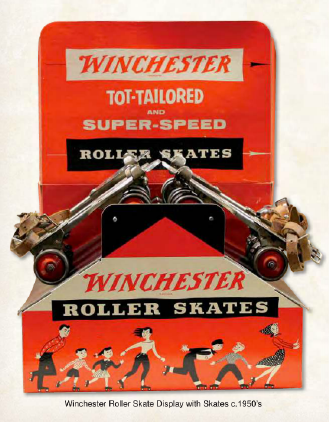 WINCHESTER
TOT-TAILORED
AND
SUPER-SPEED
ROLLER SKATES
WINCHESTER
ROLLER SKATES
Winchester Roller Skate Display with Skates c.1950's